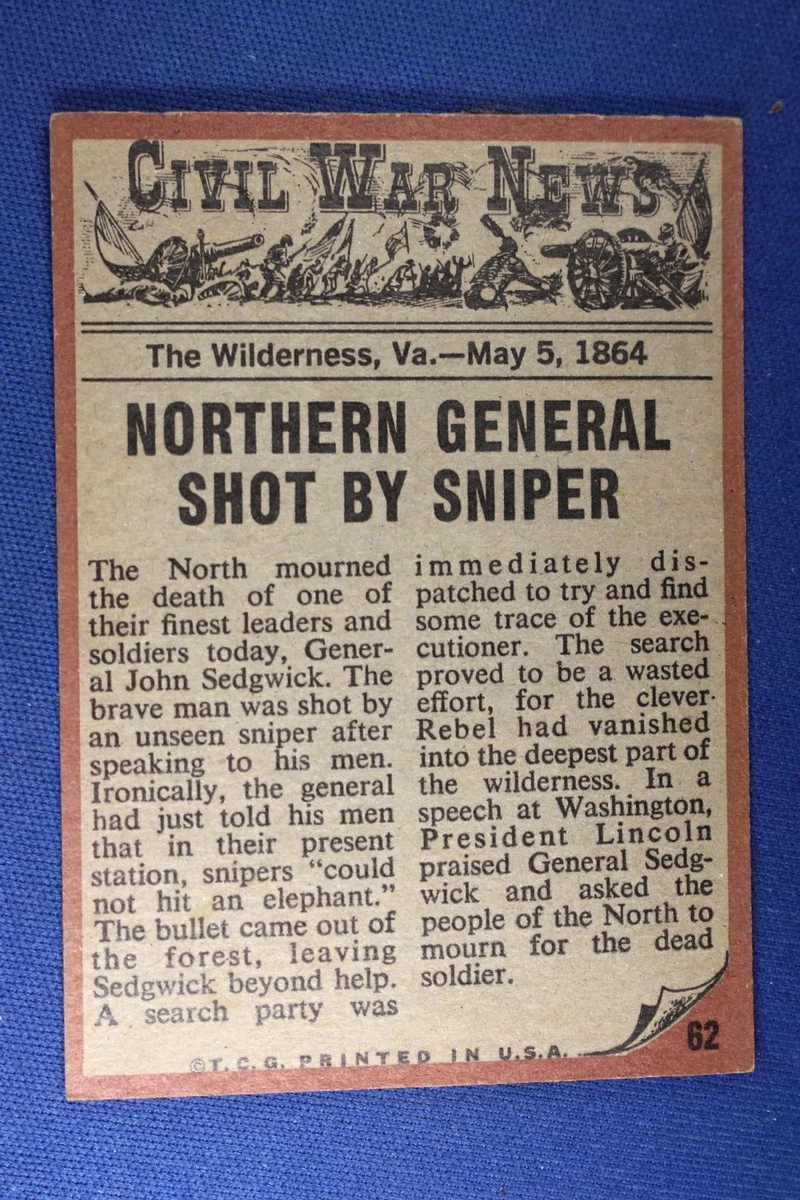 CIVIL WAR NEWS
The Wilderness, Va.—May 5, 1864
NORTHERN GENERAL
SHOT BY SNIPER
The North mourned
the death of one of
their finest leaders and
soldiers today, Gener-
al John Sedgwick. The
brave man was shot by
an unseen sniper after
speaking to his men.
Ironically, the general
had just told his men
that in their present
station, snipers “could
not hit an elephant.”
The bullet came out of
the forest, leaving
Sedgwick beyond help.
A search party was
immediately dis-
patched to try and find
some trace of the exe-
cutioner. The search
proved to be a wasted
effort, for the clever
Rebel had vanished
into the deepest part of
the wilderness. In a
speech at Washington,
President Lincoln
praised General Sedg-
wick and asked the
people of the North to
mourn for the dead
soldier.
62
©T. C. G. PRINTED IN U.S.A.